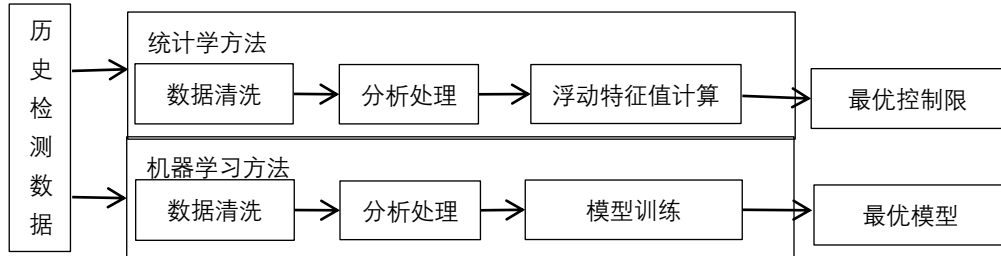 历史检测数据
统计学方法
数据清洗
分析处理
浮动特征值计算
最优控制限
机器学习方法
数据清洗
分析处理
模型训练
最优模型